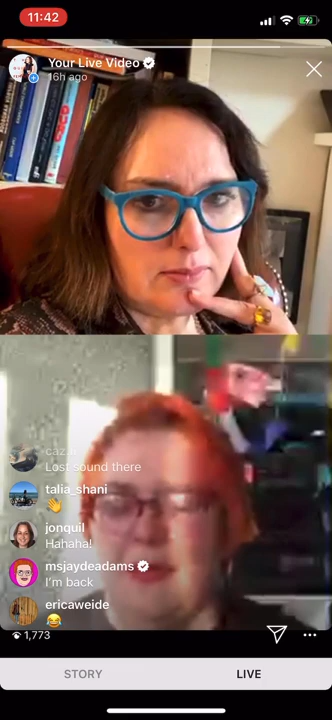 11:42
Your Live Video
16h ago
Lost sound there
talia_shani
👋
jonquil
Hahaha!
msjaydeadams
I'm back
ericaweide
😂
1,773
STORY
LIVE